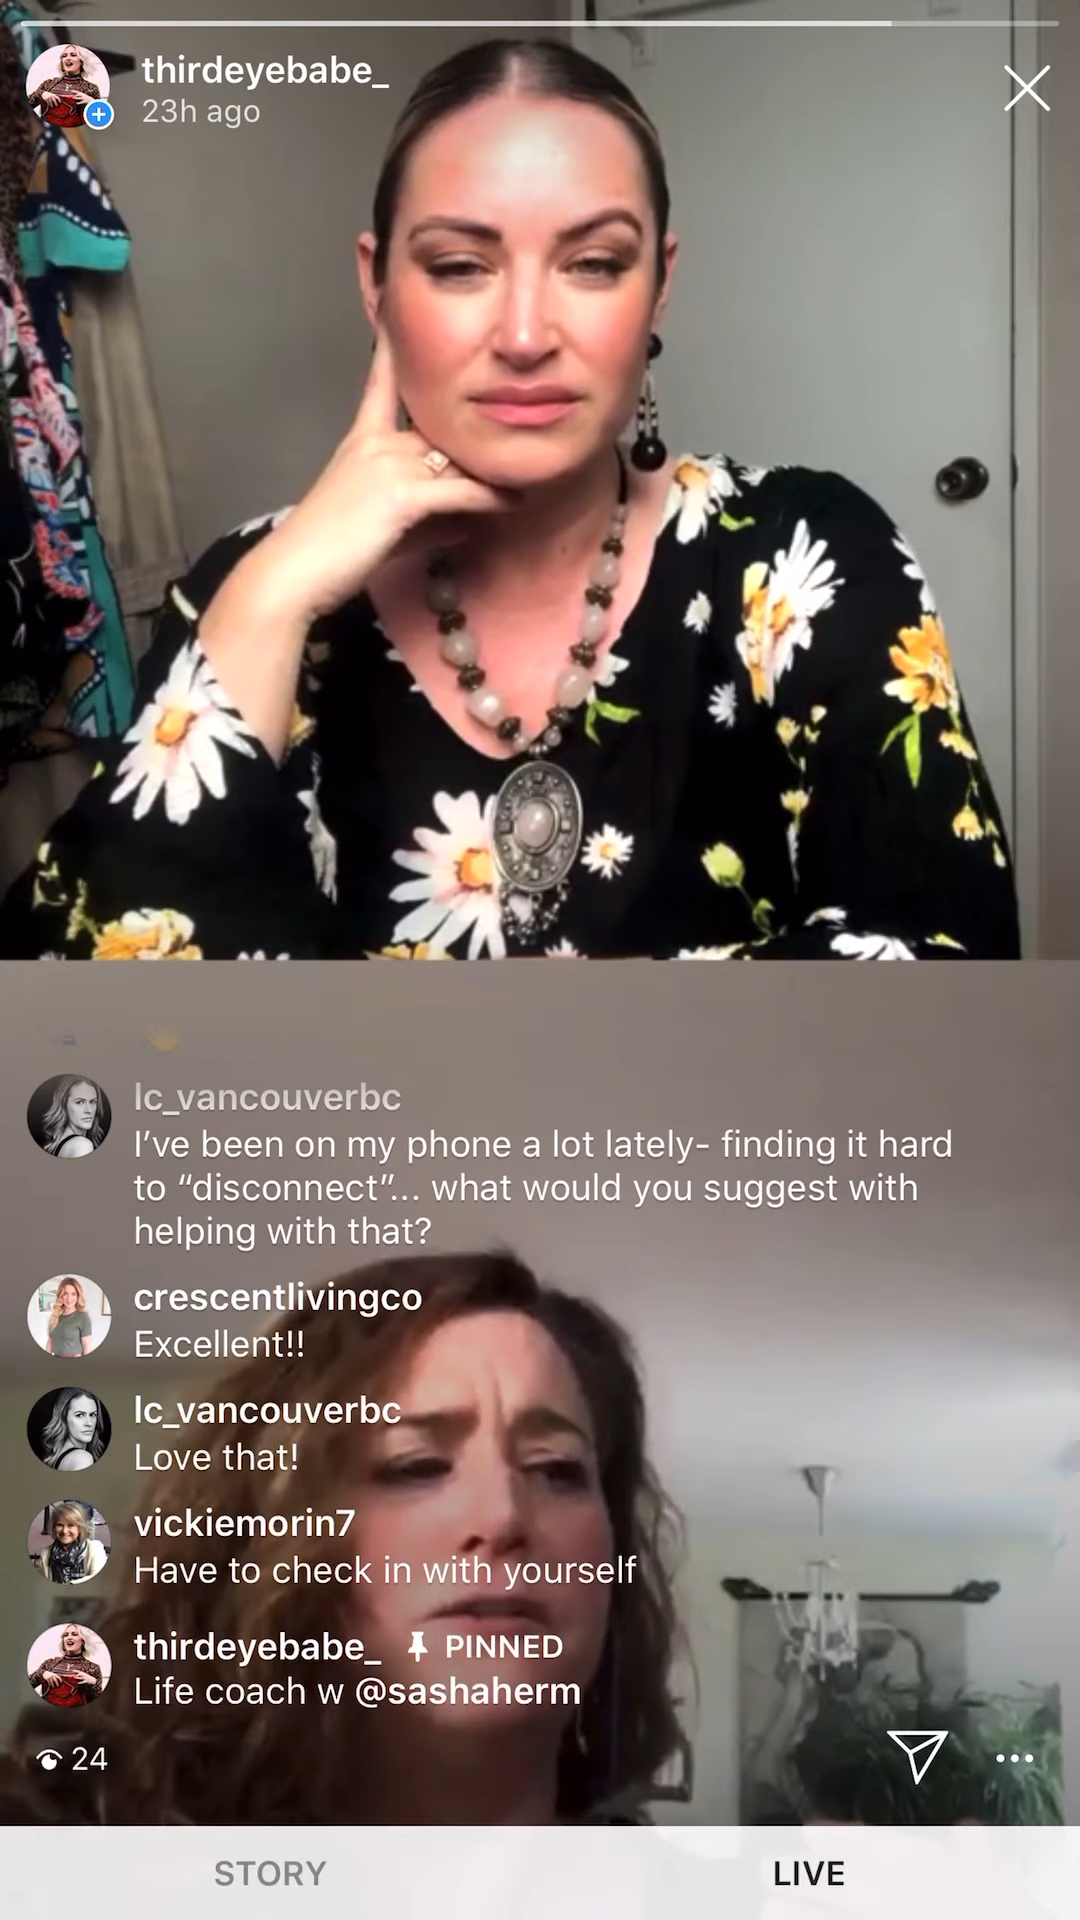 thirdeyebabe_
23h ago
lc_vancouverbc
I’ve been on my phone a lot lately- finding it hard
to “disconnect”... what would you suggest with
helping with that?
crescentlivingco
Excellent!!
lc_vancouverbc
Love that!
vickiemorin7
Have to check in with yourself
thirdeyebabe_ PINNED
Life coach w @sashaherm
24
STORY
LIVE